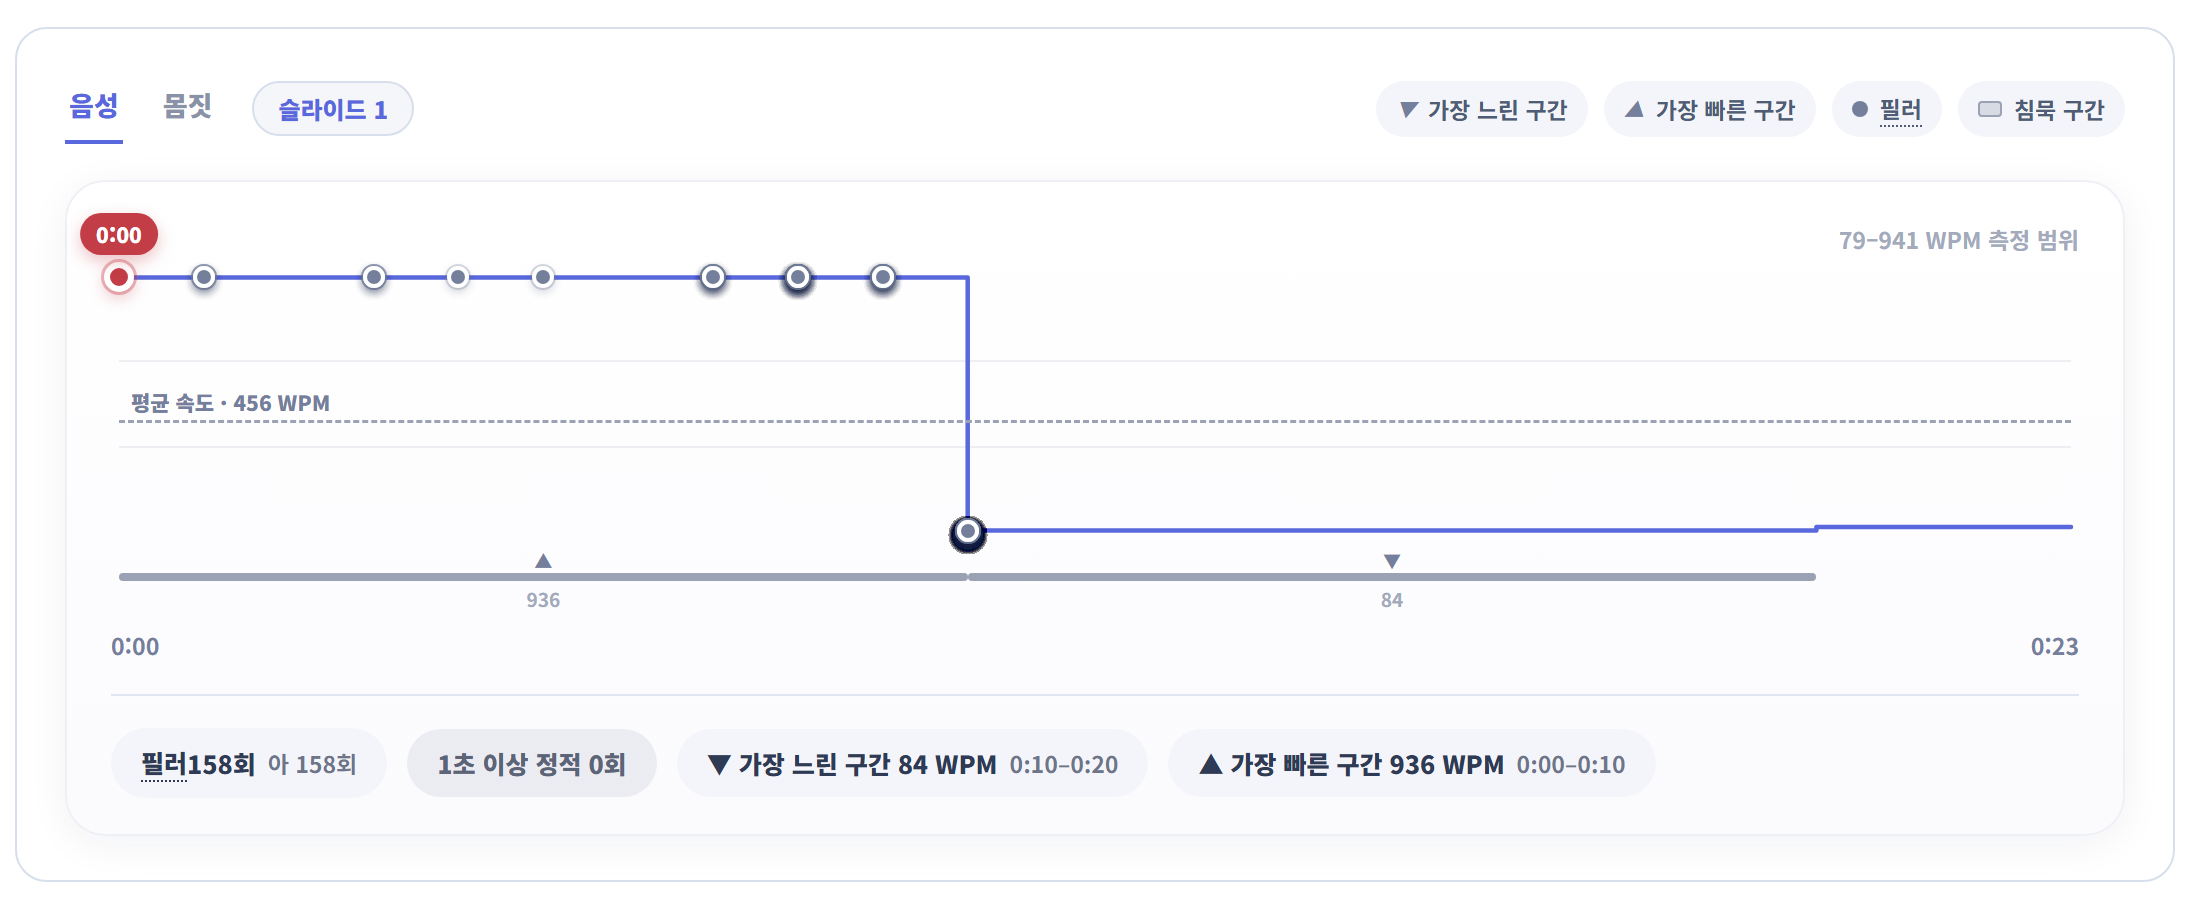 음성 몸짓 슬라이드 1 ▼ 가장 느린 구간 ▲ 가장 빠른 구간 필러 침묵 구간
0:00
79–941 WPM 측정 범위
평균 속도 · 456 WPM
▲ ▼
936 84
0:00 0:23
필러158회 아 158회 1초 이상 정적 0회 ▼ 가장 느린 구간 84 WPM 0:10–0:20 ▲ 가장 빠른 구간 936 WPM 0:00–0:10